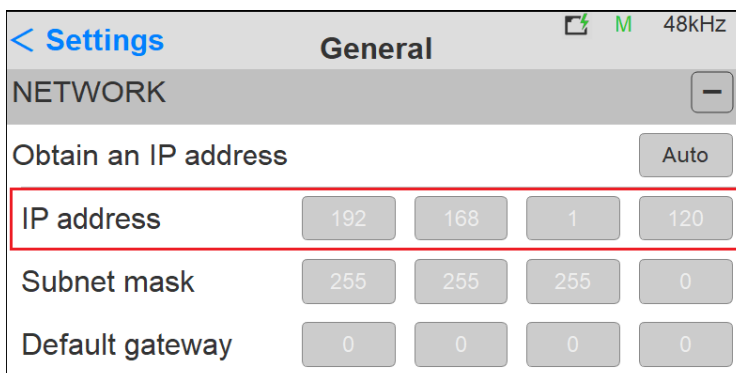 < Settings General M 48kHz
NETWORK −
Obtain an IP address Auto
IP address 192 168 1 120
Subnet mask 255 255 255 0
Default gateway 0 0 0 0